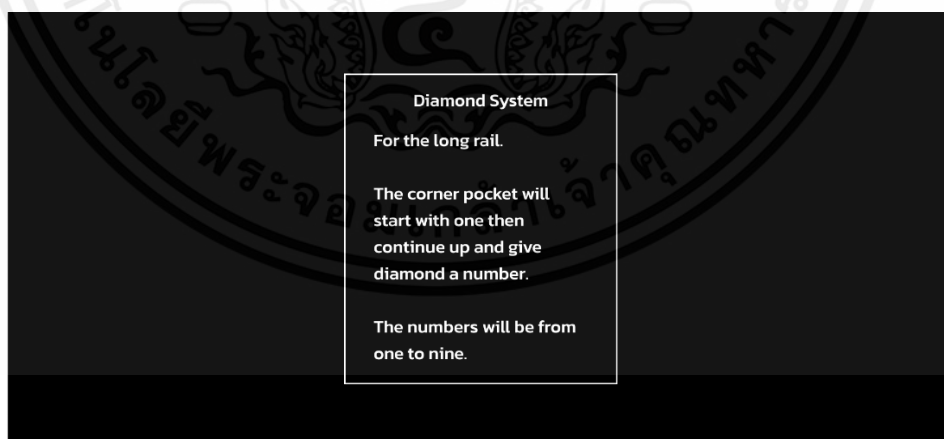 Diamond System
For the long rail.
The corner pocket will
start with one then
continue up and give
diamond a number.
The numbers will be from
one to nine.